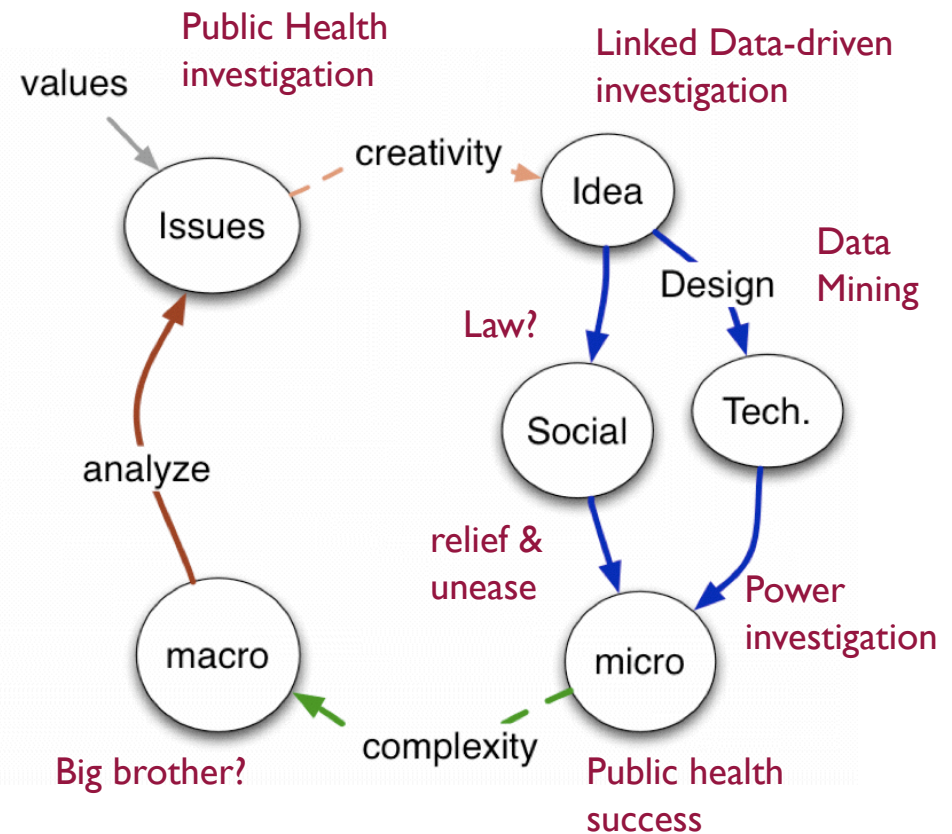 Public Health
investigation
Linked Data-driven
investigation
values
creativity
Idea
Issues
Data
Mining
Design
Law?
Social
Tech.
analyze
relief &
unease
Power
investigation
macro
micro
complexity
Big brother?
Public health
success